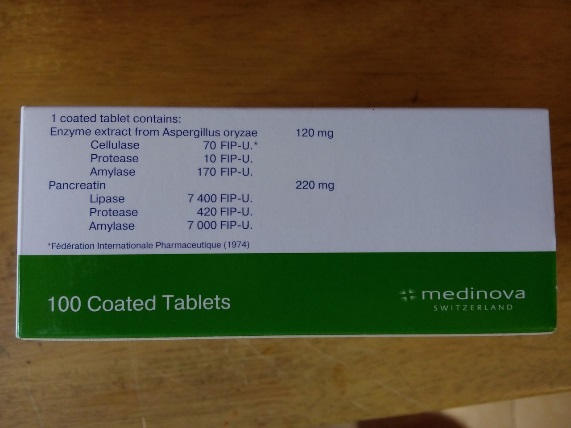 1 coated tablet contains:
Enzyme extract from Aspergillus oryzae 120 mg
Cellulase 70 FIP-U.*
Protease 10 FIP-U.
Amylase 170 FIP-U.
Pancreatin 220 mg
Lipase 7 400 FIP-U.
Protease 420 FIP-U.
Amylase 7 000 FIP-U.
*Fédération Internationale Pharmaceutique (1974)
100 Coated Tablets
medinova
SWITZERLAND